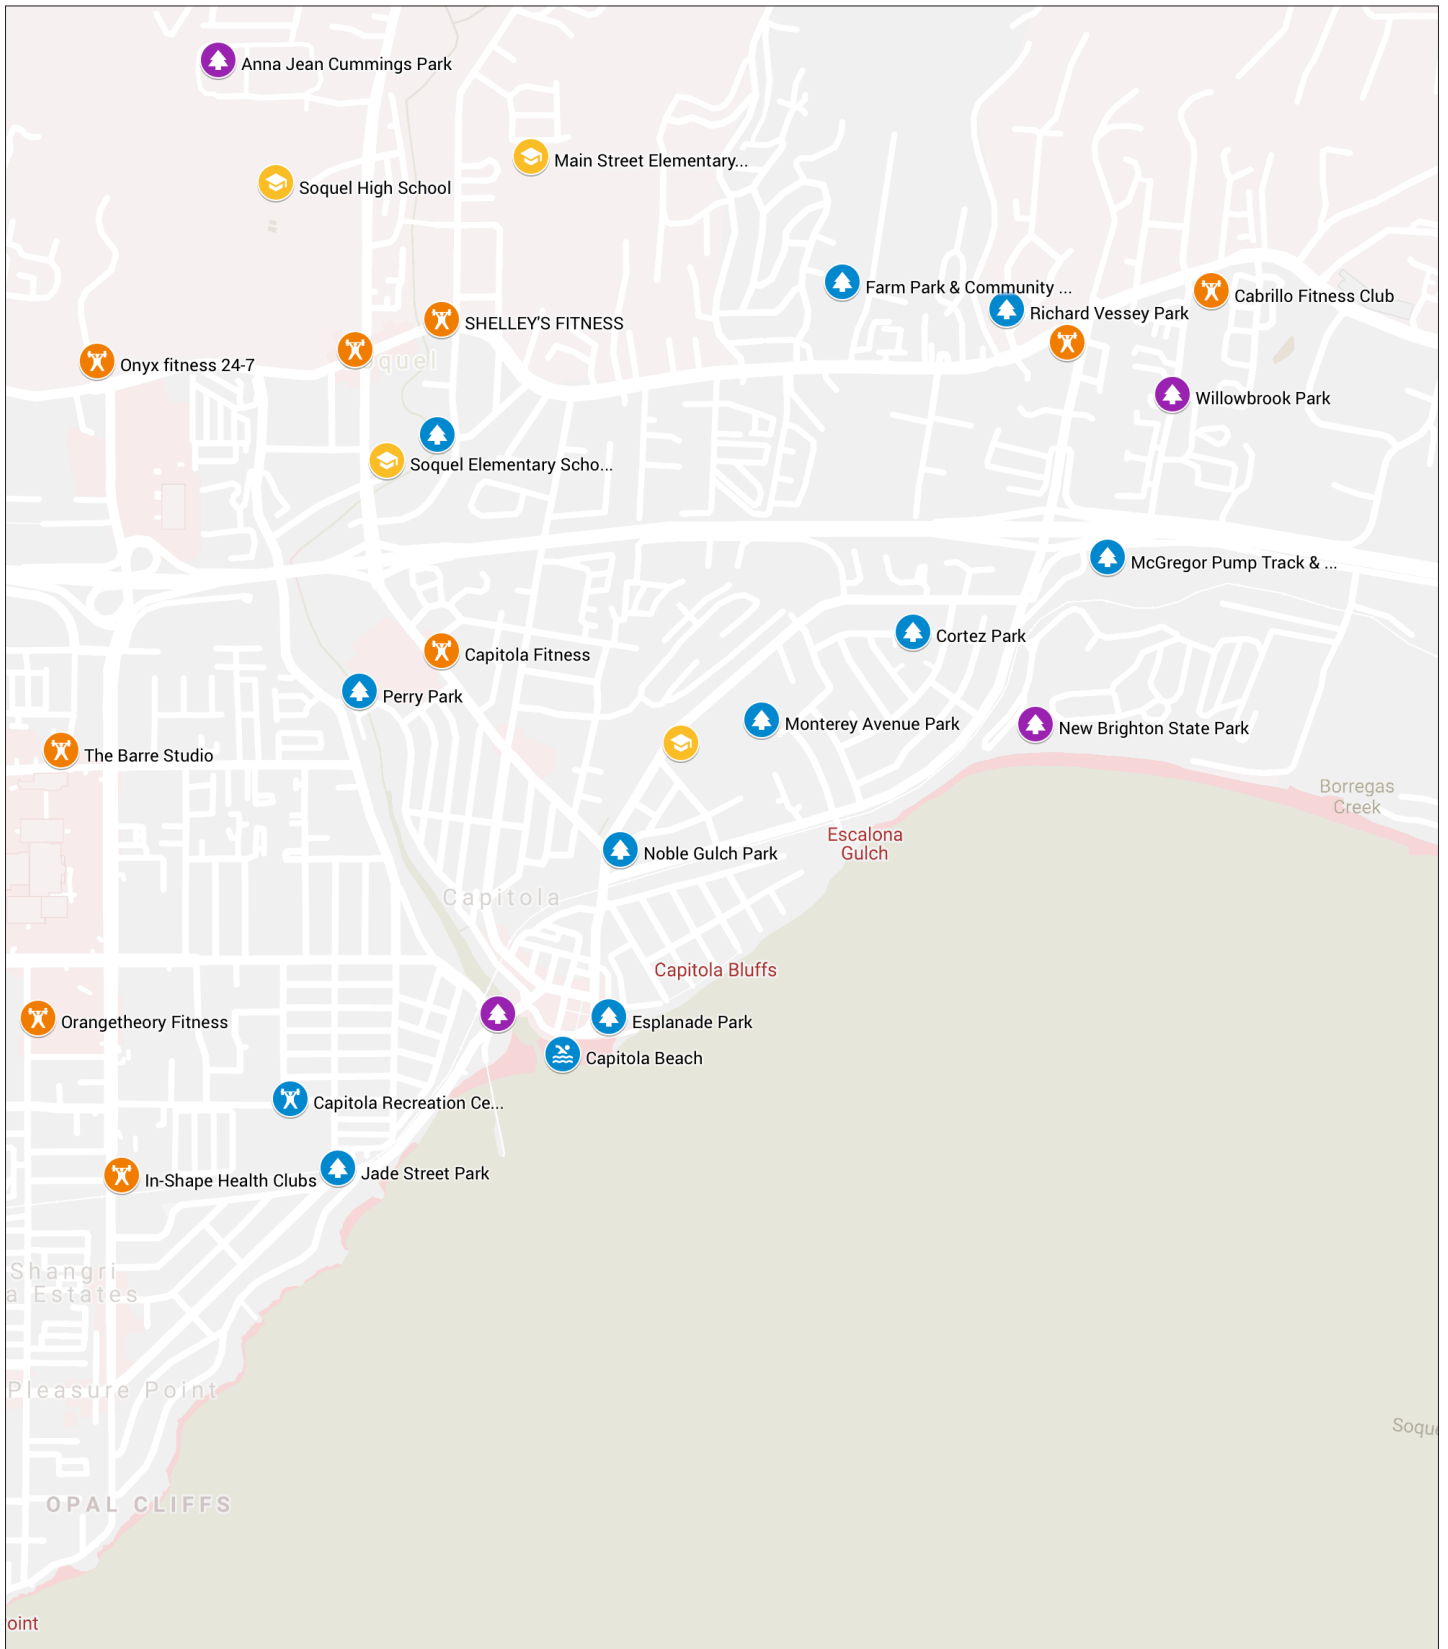 Anna Jean Cummings Park
Main Street Elementary...
Soquel High School
Farm Park & Community ...
Cabrillo Fitness Club
Richard Vessey Park
SHELLEY'S FITNESS
quel
Onyx fitness 24-7
Willowbrook Park
Soquel Elementary Scho...
McGregor Pump Track & ...
Cortez Park
Capitola Fitness
Perry Park
Monterey Avenue Park
New Brighton State Park
The Barre Studio
Borregas
Creek
Escalona
Gulch
Noble Gulch Park
Capitola
Capitola Bluffs
Orangetheory Fitness
Esplanade Park
Capitola Beach
Capitola Recreation Ce...
Jade Street Park
In-Shape Health Clubs
Shangri
a Estates
Pleasure Point
Soque
OPAL CLIFFS
oint